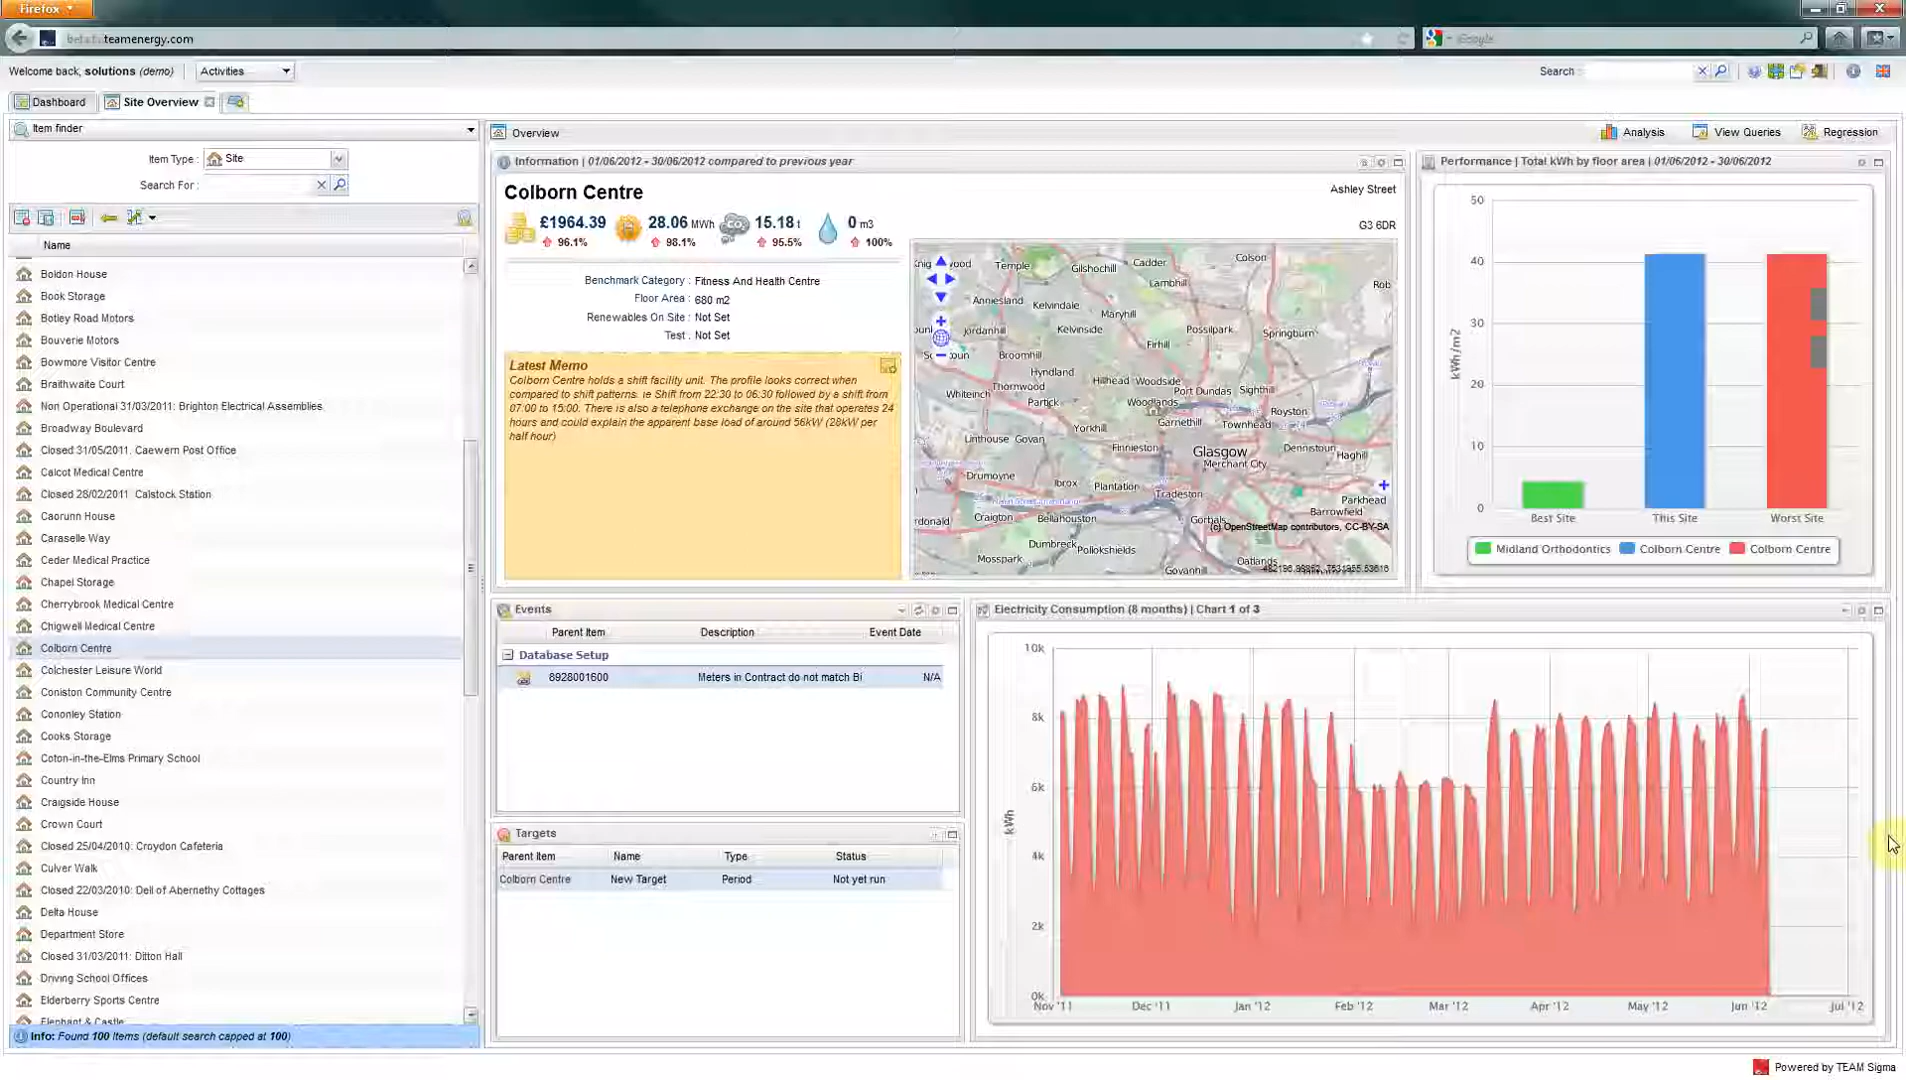 Firefox
teamenergy.com
Google
Welcome back, solutions (demo)
Activities
Search :
Dashboard
Site Overview
Item finder
Item Type : Site
Search For :
Name
Boldon House
Book Storage
Botley Road Motors
Bouverie Motors
Bowmore Visitor Centre
Braithwaite Court
Non Operational 31/03/2011: Brighton Electrical Assemblies
Broadway Boulevard
Closed 31/05/2011. Caewern Post Office
Calcot Medical Centre
Closed 28/02/2011 Calstock Station
Caorunn House
Caraselle Way
Ceder Medical Practice
Chapel Storage
Cherrybrook Medical Centre
Chigwell Medical Centre
Colborn Centre
Colchester Leisure World
Coniston Community Centre
Cononley Station
Cooks Storage
Coton-in-the-Elms Primary School
Country Inn
Craigside House
Crown Court
Closed 25/04/2010: Croydon Cafeteria
Culver Walk
Closed 22/03/2010: Dell of Abernethy Cottages
Delta House
Department Store
Closed 31/03/2011: Ditton Hall
Driving School Offices
Elderberry Sports Centre
Elephant & Castle
Info: Found 100 Items (default search capped at 100)
Overview
Analysis
View Queries
Regression
Information | 01/06/2012 - 30/06/2012 compared to previous year
Colborn Centre
Ashley Street
G3 6DR
£1964.39
96.1%
28.06 MWh
98.1%
CO2
15.18 t
95.5%
0 m3
100%
Benchmark Category : Fitness And Health Centre
Floor Area : 680 m2
Renewables On Site : Not Set
Test : Not Set
Latest Memo
Colborn Centre holds a shift facility unit. The profile looks correct when
compared to shift patterns. ie Shift from 22:30 to 06:30 followed by a shift from
07:00 to 15:00. There is also a telephone exchange on the site that operates 24
hours and could explain the apparent base load of around 56kW (28kW per
half hour)
Temple
Gilshochill
Cadder
Colson
Lambhill
Rob
Anniesland
Kelvindale
Maryhill
Jordanhill
Kelvinside
Possilpark
Springburn
Firhill
Broomhill
Hyndland
Thornwood
Hillhead
Woodside
Port Dundas
Sighthill
Whiteinch
Partick
Woodlands
Garnethill
Royston
Townhead
Yorkhill
Linthouse
Govan
Finnieston
Glasgow
Merchant City
Dennistoun
Haghill
Drumoyne
Ibrox
Plantation
Tradeston
Parkhead
Barrowfield
rdonald
Craigton
Bellahouston
Gorbals
(c) OpenStreetMap contributors, CC-BY-SA
Dumbreck
Pollokshields
Mosspark
Govanhill
Oatlands
Performance | Total kWh by floor area | 01/06/2012 - 30/06/2012
50
40
30
20
10
0
kWh/m2
Best Site
This Site
Worst Site
Midland Orthodontics
Colborn Centre
Colborn Centre
Events
Parent Item Description Event Date
Database Setup
8928001600 Meters in Contract do not match Bi N/A
Targets
Parent Item Name Type Status
Colborn Centre New Target Period Not yet run
Electricity Consumption (8 months) | Chart 1 of 3
10k
8k
6k
4k
2k
0k
kWh
Nov '11
Dec '11
Jan '12
Feb '12
Mar '12
Apr '12
May '12
Jun '12
Jul '12
Powered by TEAM Sigma